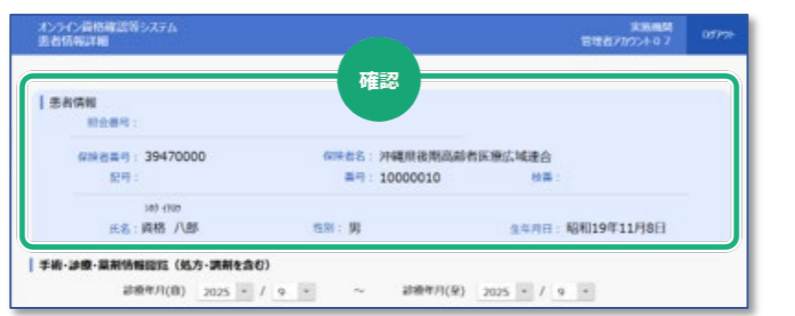 オンライン資格確認等システム
患者情報詳細
実施機関
管理者アカウント07
ログアウト
確認
患者情報
照会番号：
保険者番号： 39470000 保険者名： 沖縄県後期高齢者医療広域連合
記号： 番号： 10000010 枝番：
氏名： 資格 八郎 性別： 男 生年月日： 昭和19年11月8日
手術・診療・薬剤情報閲覧（処方・調剤を含む）
診療年月(自) 2025 / 9 ～ 診療年月(至) 2025 / 9